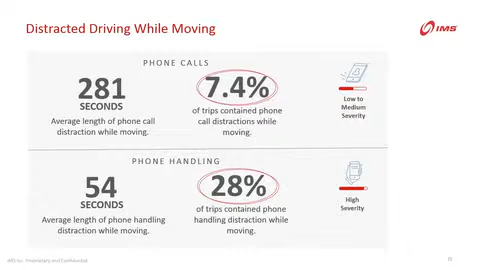 Distracted Driving While Moving
IMS
PHONE CALLS
281
SECONDS
Average length of phone call
distraction while moving.
7.4%
of trips contained phone
call distractions while
moving.
Low to
Medium
Severity
PHONE HANDLING
54
SECONDS
Average length of phone handling
distraction while moving.
28%
of trips contained phone
handling distraction while
moving.
High
Severity
Proprietary and Confidential